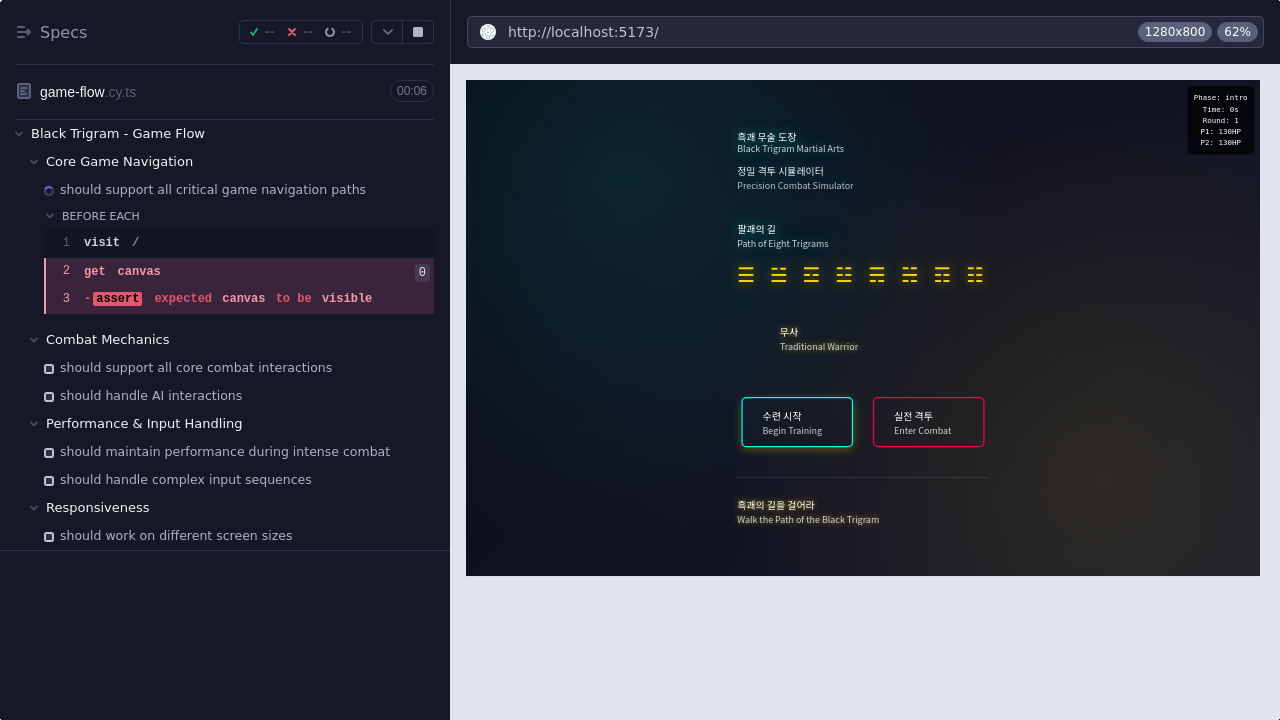 Specs
-- -- --
http://localhost:5173/
1280x800
62%
game-flow.cy.ts
00:06
Black Trigram - Game Flow
Core Game Navigation
should support all critical game navigation paths
BEFORE EACH
1 visit /
2 get canvas 0
3 -assert expected canvas to be visible
Combat Mechanics
should support all core combat interactions
should handle AI interactions
Performance & Input Handling
should maintain performance during intense combat
should handle complex input sequences
Responsiveness
should work on different screen sizes
Phase: intro
Time: 0s
Round: 1
P1: 130HP
P2: 130HP
흑괘 무술 도장
Black Trigram Martial Arts
정밀 격투 시뮬레이터
Precision Combat Simulator
팔괘의 길
Path of Eight Trigrams
☰ ☱ ☲ ☳ ☴ ☵ ☶ ☷
무사
Traditional Warrior
수련 시작
Begin Training
실전 격투
Enter Combat
흑괘의 길을 걸어라
Walk the Path of the Black Trigram